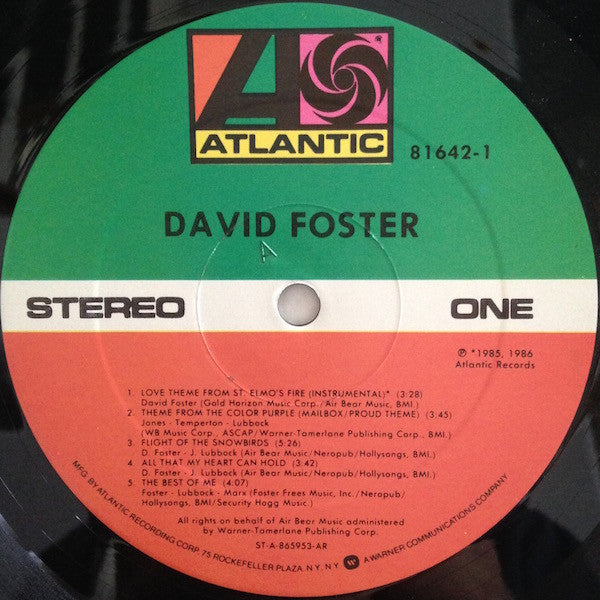 ATLANTIC
81642-1
DAVID FOSTER
A
STEREO
ONE
℗ *1985, 1986
Atlantic Records
1. LOVE THEME FROM ST. ELMO'S FIRE (INSTRUMENTAL)* (3:28)
David Foster (Gold Horizon Music Corp./Air Bear Music, BMI.)
2. THEME FROM THE COLOR PURPLE (MAILBOX/PROUD THEME) (3:45)
Jones - Temperton - Lubbock
(WB Music Corp., ASCAP/Warner-Tamerlane Publishing Corp., BMI.)
3. FLIGHT OF THE SNOWBIRDS (5:26)
D. Foster - J. Lubbock (Air Bear Music/Neropub/Hollysongs, BMI.)
4. ALL THAT MY HEART CAN HOLD (3:42)
D. Foster - J. Lubbock (Air Bear Music/Neropub/Hollysongs, BMI.)
5. THE BEST OF ME (4:07)
Foster - Lubbock - Marx (Foster Frees Music, Inc./Neropub/
Hollysongs, BMI/Security Hogg Music.)
All rights on behalf of Air Bear Music administered
by Warner-Tamerlane Publishing Corp.
ST-A-865953-AR
MFG. BY ATLANTIC RECORDING CORP. 75 ROCKEFELLER PLAZA, N.Y. N.Y. A WARNER COMMUNICATIONS COMPANY